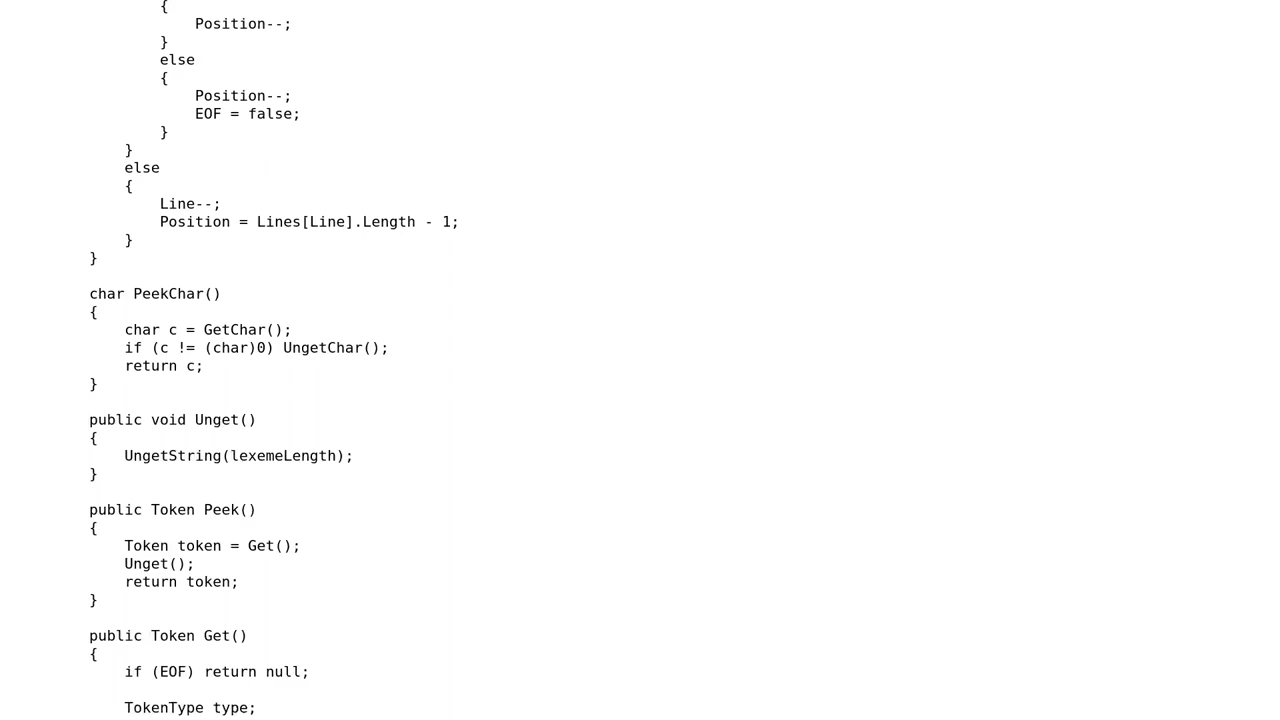 {
Position--;
}
else
{
Position--;
EOF = false;
}
}
else
{
Line--;
Position = Lines[Line].Length - 1;
}
}
char PeekChar()
{
char c = GetChar();
if (c != (char)0) UngetChar();
return c;
}
public void Unget()
{
UngetString(lexemeLength);
}
public Token Peek()
{
Token token = Get();
Unget();
return token;
}
public Token Get()
{
if (EOF) return null;
TokenType type;